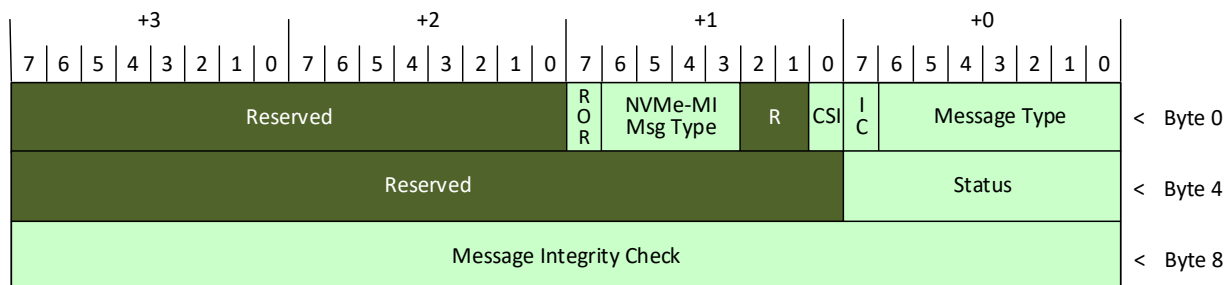 +3 +2 +1 +0
7 6 5 4 3 2 1 0 7 6 5 4 3 2 1 0 7 6 5 4 3 2 1 0 7 6 5 4 3 2 1 0
Reserved ROR NVMe-MI Msg Type R CSI IC Message Type < Byte 0
Reserved Status < Byte 4
Message Integrity Check < Byte 8